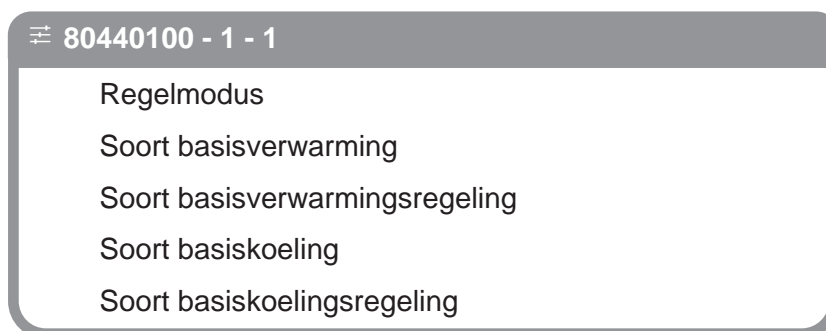 80440100 - 1 - 1
Regelmodus
Soort basisverwarming
Soort basisverwarmingsregeling
Soort basiskoeling
Soort basiskoelingsregeling